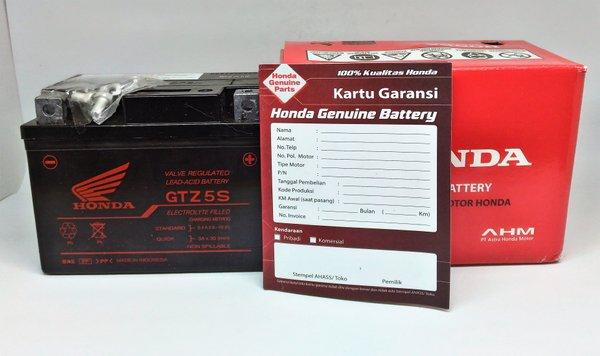 HONDA
VALVE REGULATED
LEAD-ACID BATTERY
GTZ5S
ELECTROLYTE FILLED
STANDARD
QUICK
NON SPILLABLE
MADE IN INDONESIA
Honda
Genuine
Parts
100% Kualitas Honda
Kartu Garansi
Honda Genuine Battery
Nama :
Alamat :
No.Telp :
No. Pol. Motor :
Tipe Motor :
P/N :
Tanggal Pembelian :
Kode Produksi :
KM Awal (saat pasang) :
Garansi : Bulan ( Km)
No. Invoice :
Kendaraan
Pribadi
Komersial
Stempel AHASS/ Toko
Pemilik
NDA
ATTERY
MOTOR HONDA
AHM
PT Astra Honda Motor